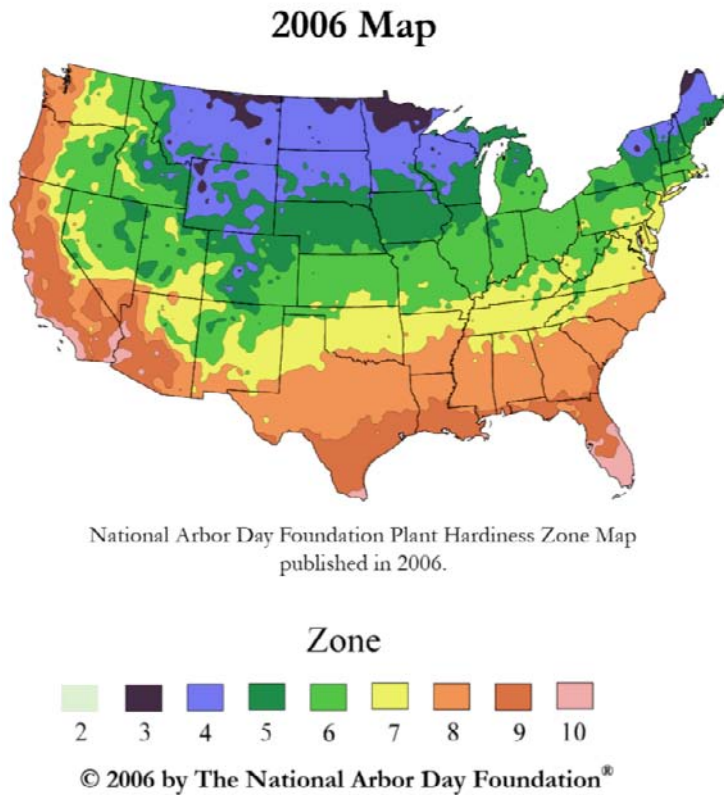 2006 Map
National Arbor Day Foundation Plant Hardiness Zone Map
published in 2006.
Zone
2 3 4 5 6 7 8 9 10
© 2006 by The National Arbor Day Foundation®